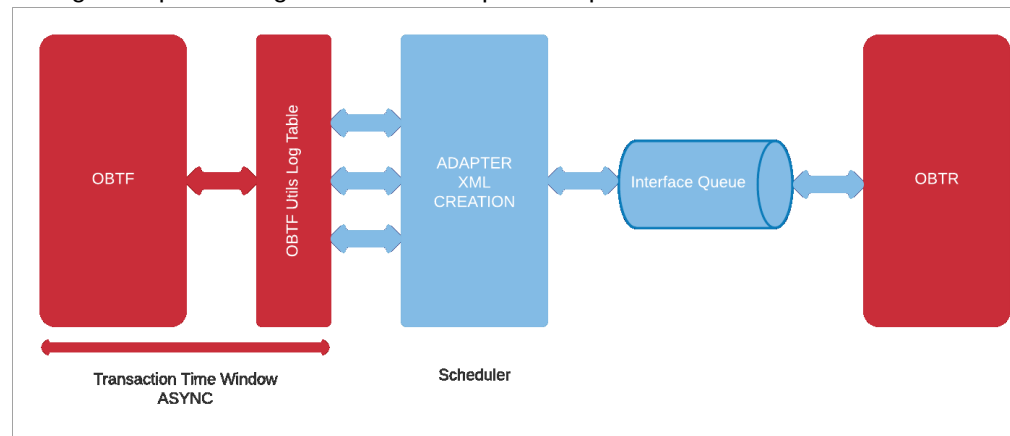 OBTF
OBTF Utils Log Table
ADAPTER
XML
CREATION
Interface Queue
OBTR
Transaction Time Window
ASYNC
Scheduler